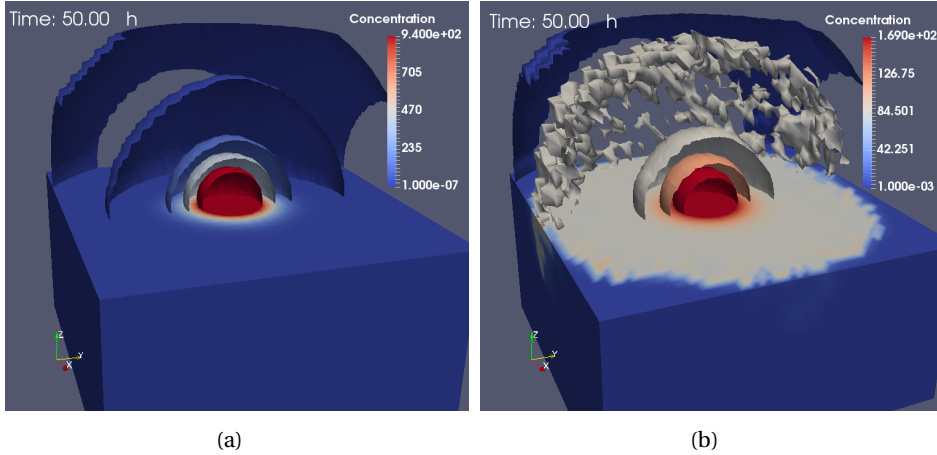 Time: 50.00 h
Concentration
9.400e+02
705
470
235
1.000e-07
Z
Y
X
(a)
Time: 50.00 h
Concentration
1.690e+02
126.75
84.501
42.251
1.000e-03
Z
Y
X
(b)